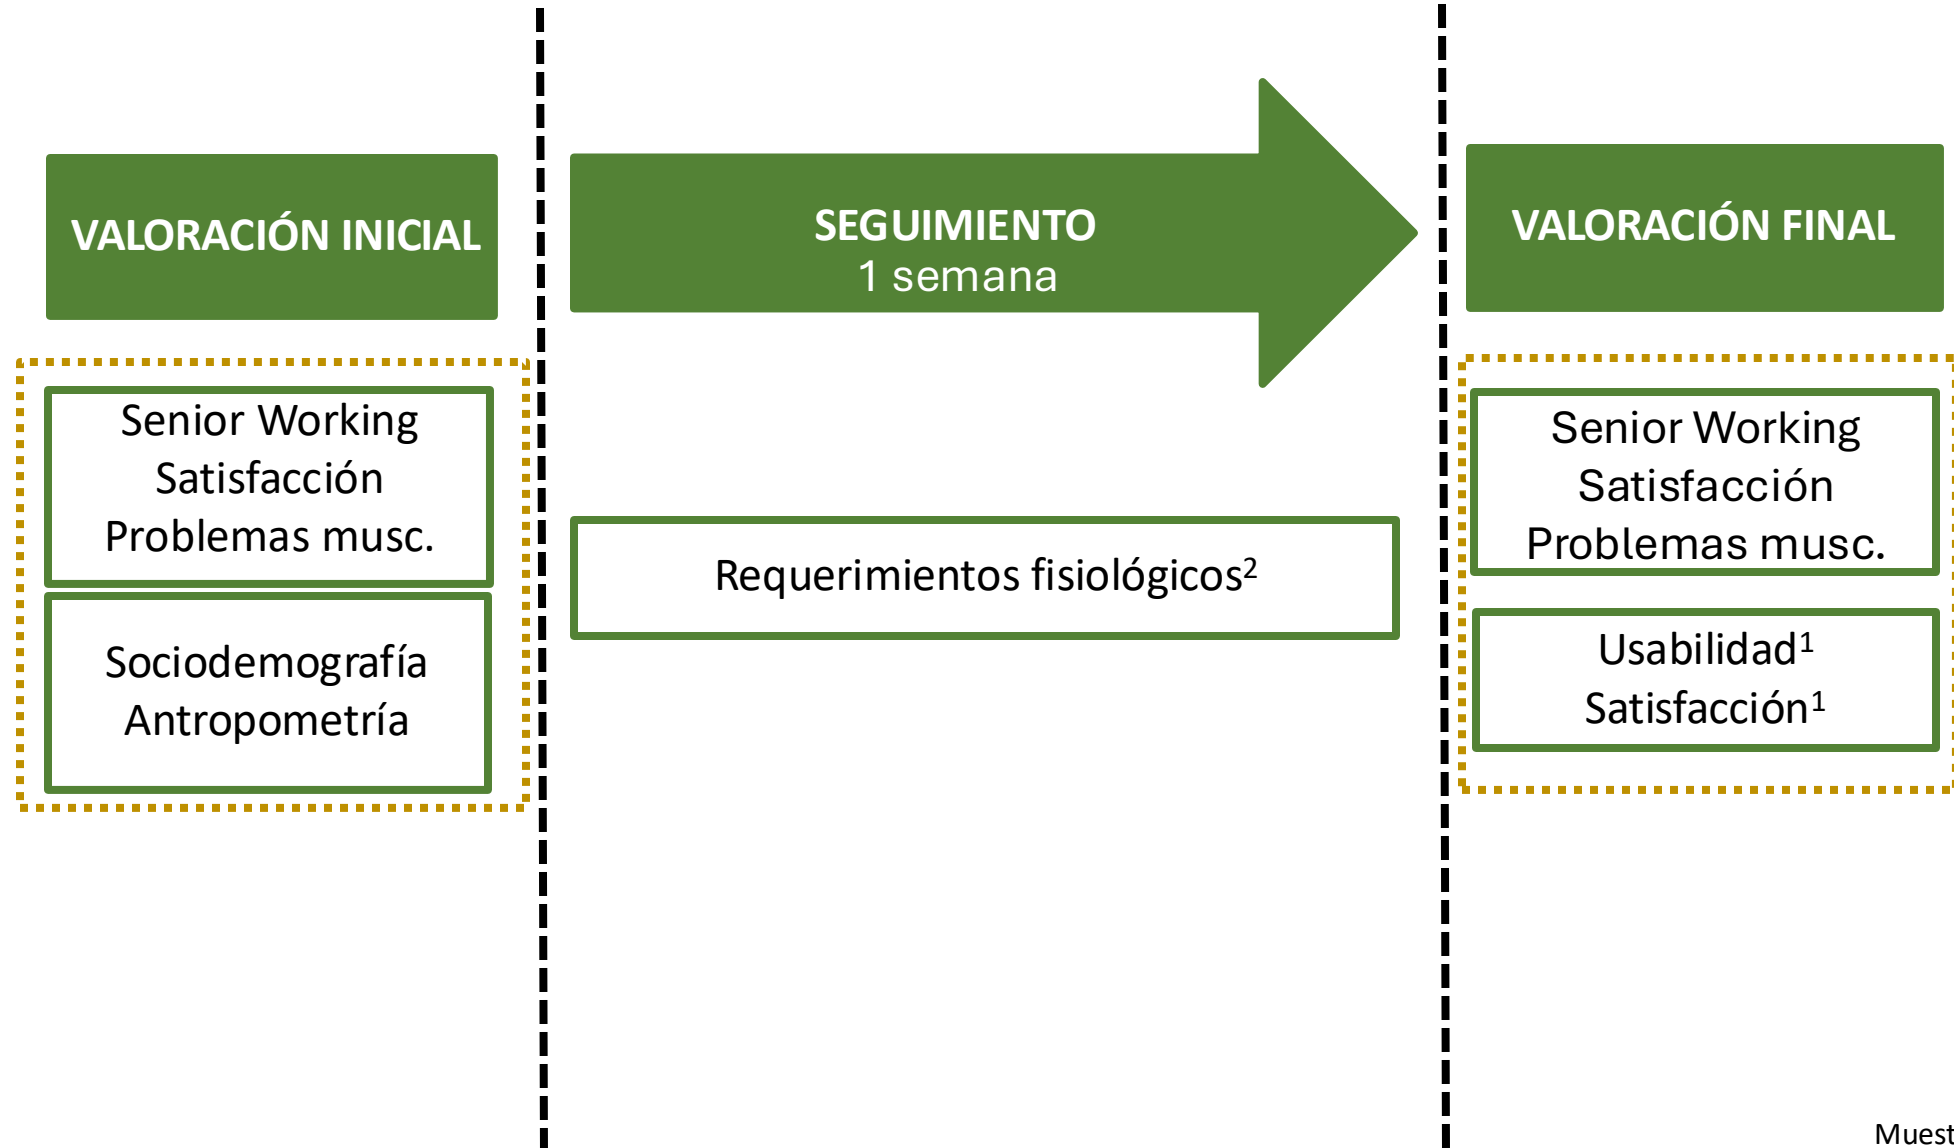 VALORACIÓN INICIAL
Senior Working
Satisfacción
Problemas musc.
Sociodemografía
Antropometría
SEGUIMIENTO
1 semana
Requerimientos fisiológicos²
VALORACIÓN FINAL
Senior Working
Satisfacción
Problemas musc.
Usabilidad¹
Satisfacción¹
Muest